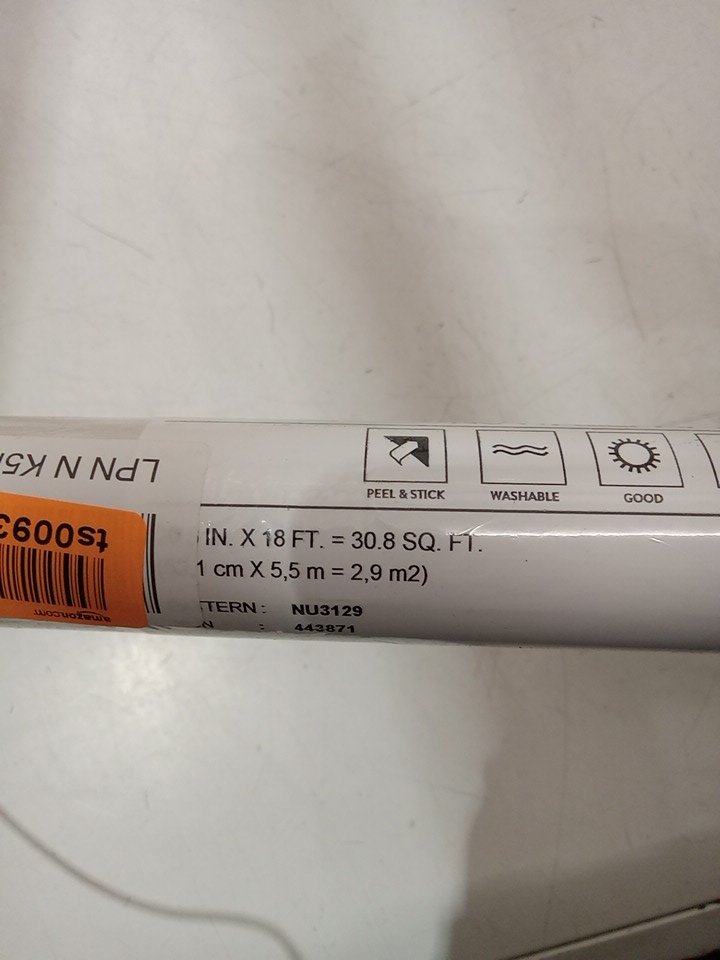 LPN N K5
ts0093
amazon.com
PEEL & STICK
WASHABLE
GOOD
IN. X 18 FT. = 30.8 SQ. FT.
1 cm X 5,5 m = 2,9 m2)
TERN : NU3129
N : 443871